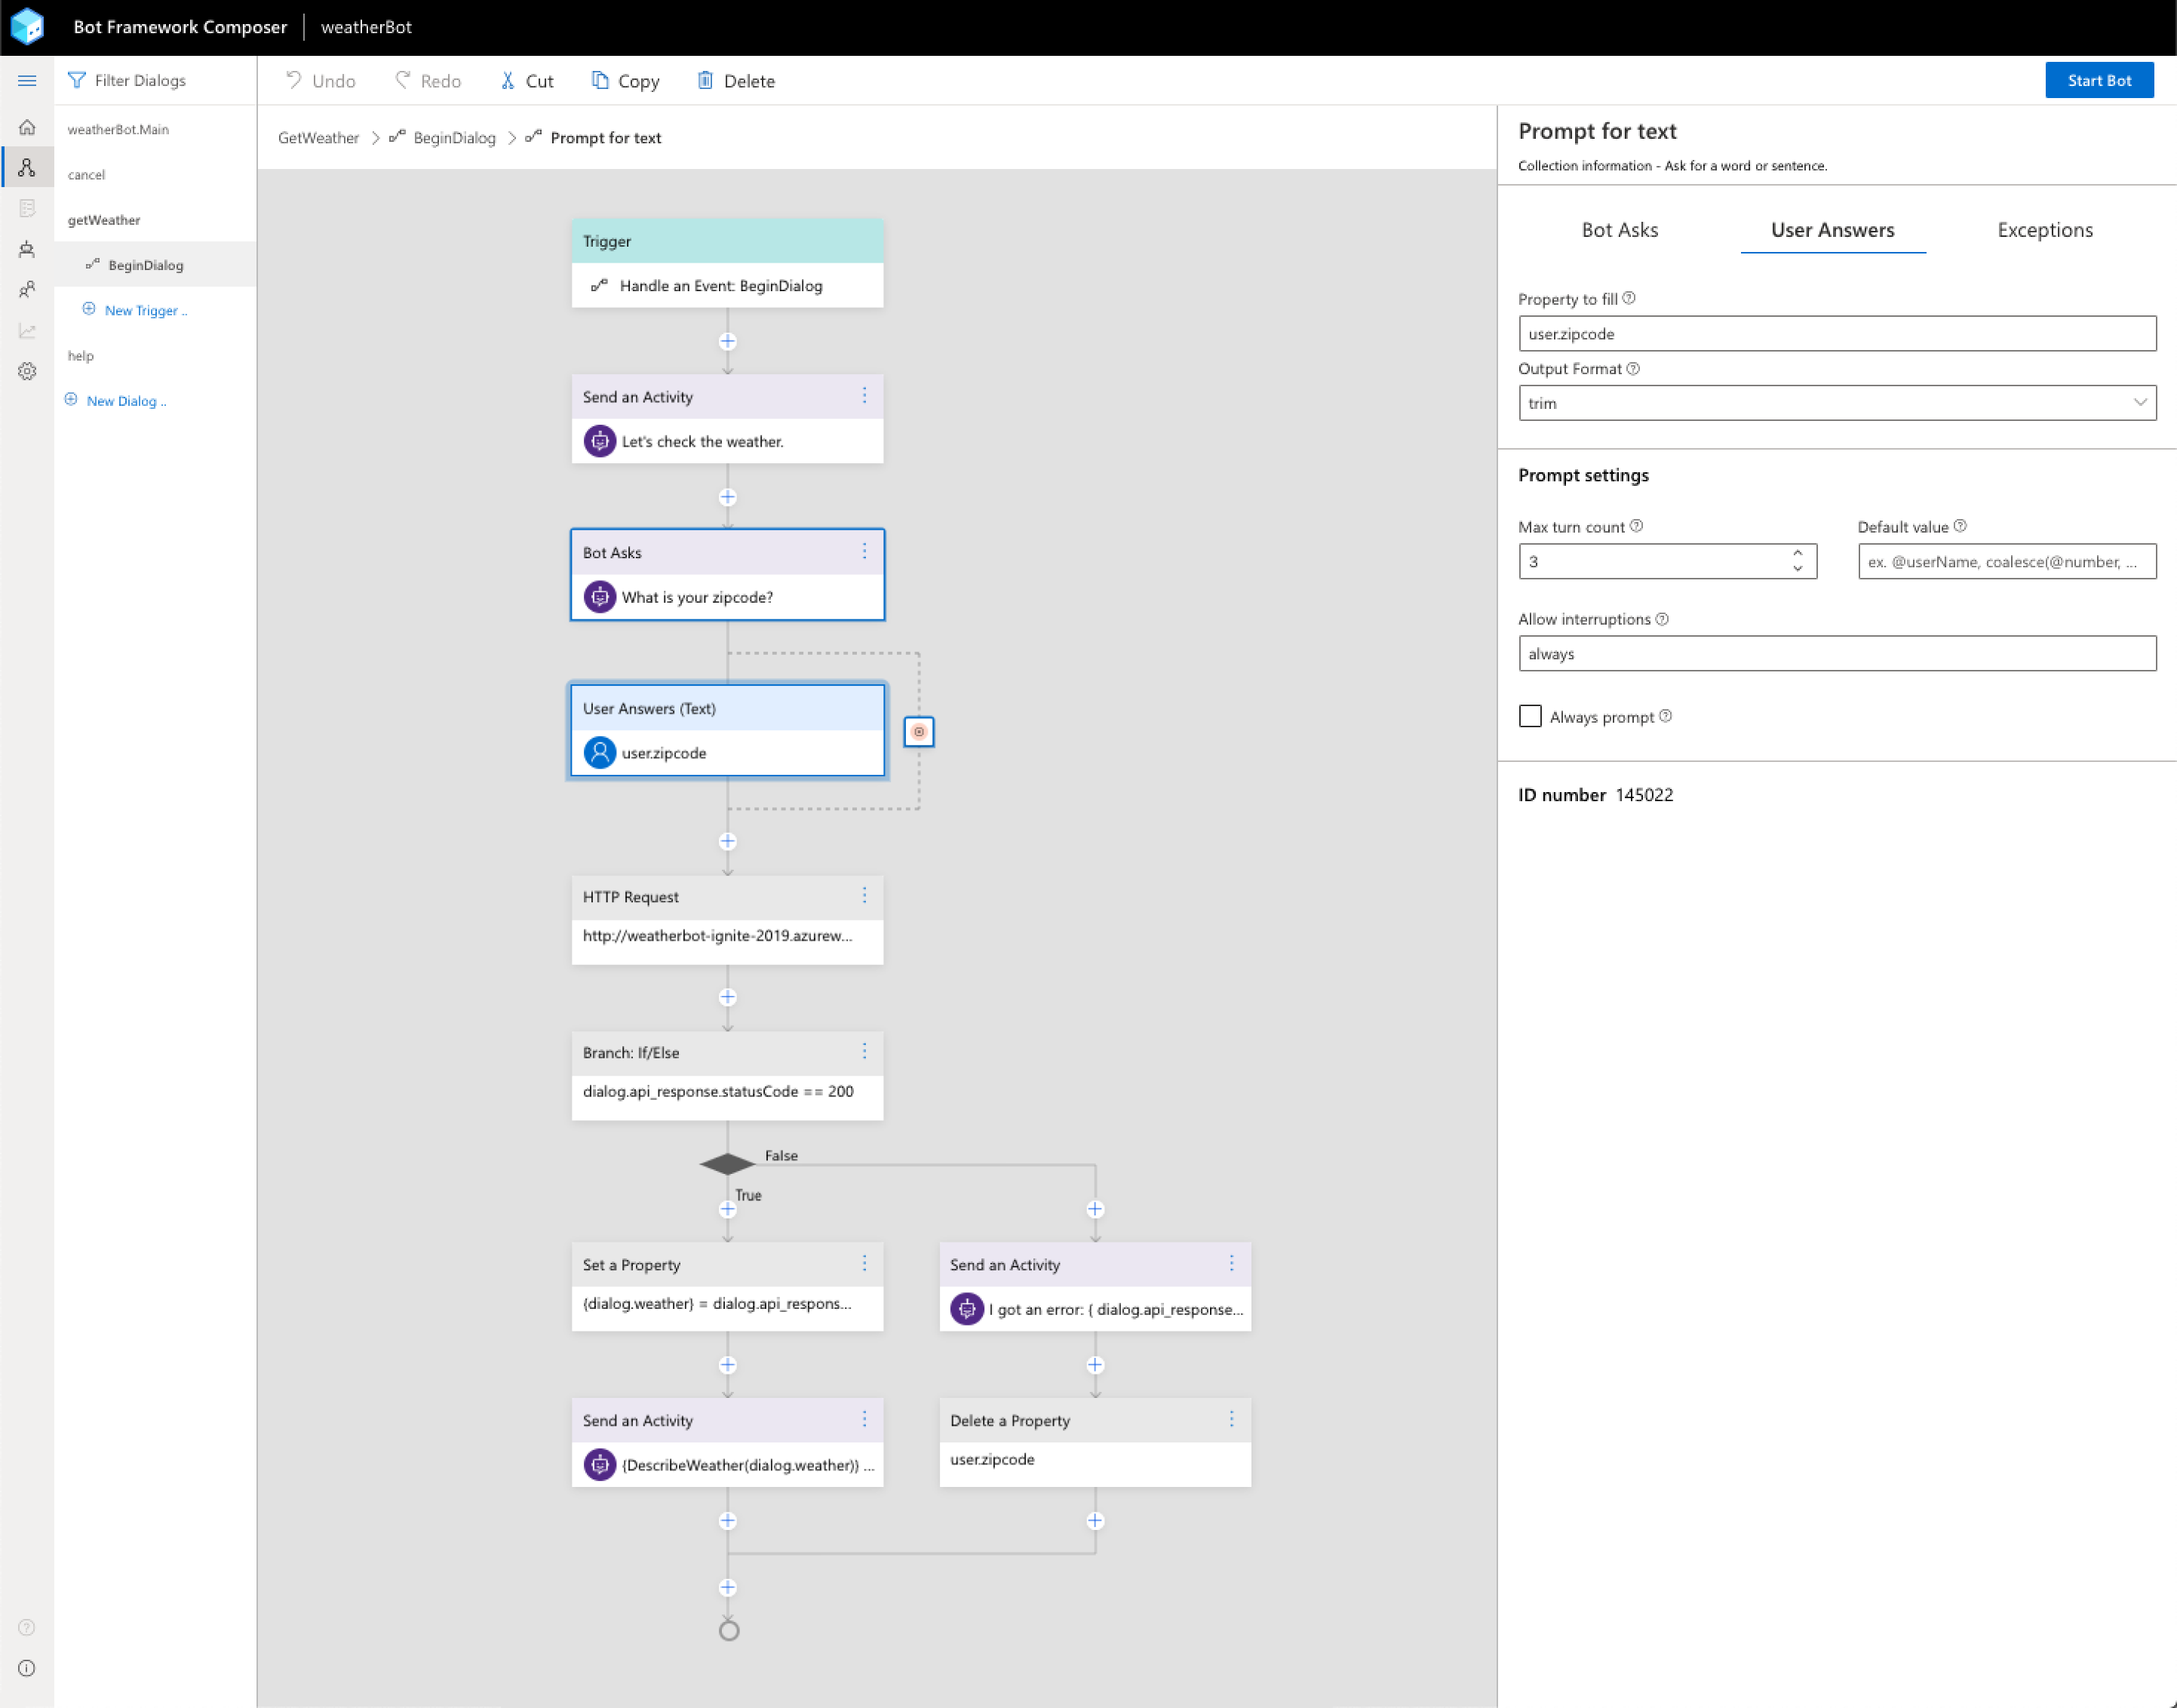 Bot Framework Composer
weatherBot
Filter Dialogs
Undo
Redo
Cut
Copy
Delete
Start Bot
weatherBot.Main
cancel
getWeather
BeginDialog
New Trigger ..
help
New Dialog ..
GetWeather
BeginDialog
Prompt for text
Trigger
Handle an Event: BeginDialog
Send an Activity
Let's check the weather.
Bot Asks
What is your zipcode?
User Answers (Text)
user.zipcode
HTTP Request
http://weatherbot-ignite-2019.azurew...
Branch: If/Else
dialog.api_response.statusCode == 200
False
True
Set a Property
{dialog.weather} = dialog.api_respons...
Send an Activity
I got an error: { dialog.api_response...
Send an Activity
{DescribeWeather(dialog.weather)} ...
Delete a Property
user.zipcode
Prompt for text
Collection information - Ask for a word or sentence.
Bot Asks
User Answers
Exceptions
Property to fill
user.zipcode
Output Format
trim
Prompt settings
Max turn count
3
Default value
ex. @userName, coalesce(@number, ...
Allow interruptions
always
Always prompt
ID number 145022